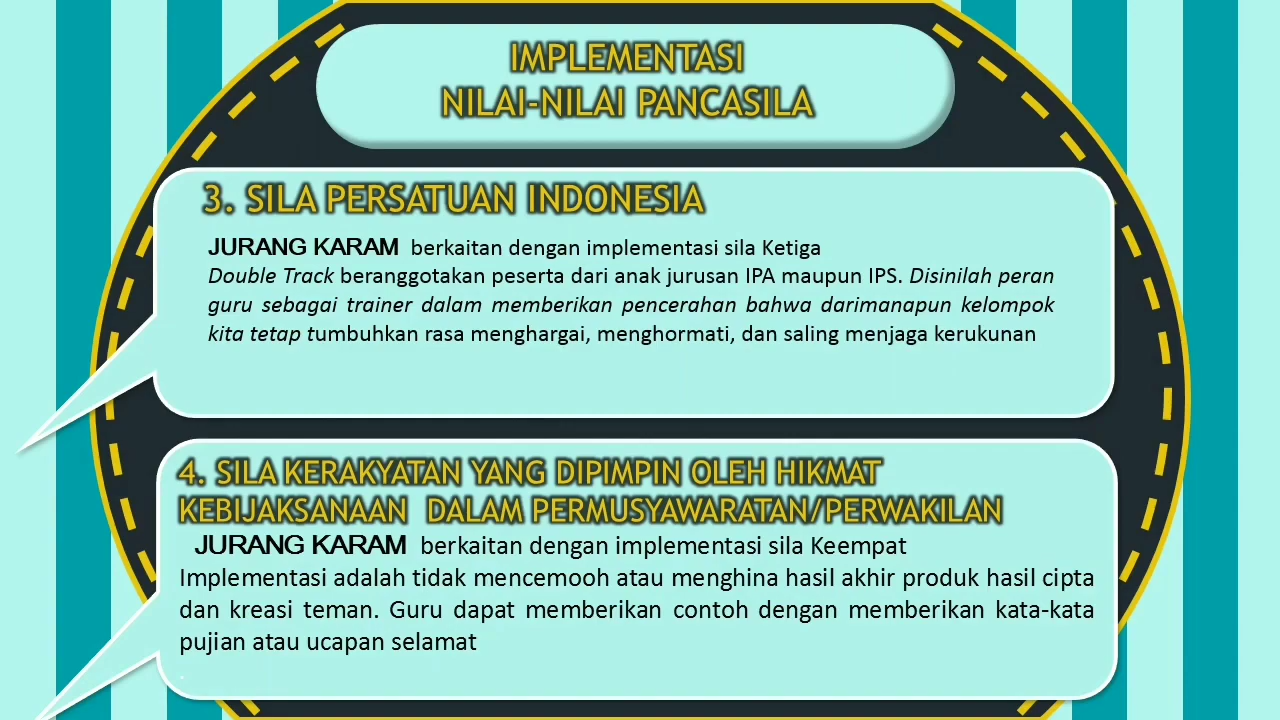 IMPLEMENTASI
NILAI-NILAI PANCASILA
3. SILA PERSATUAN INDONESIA
JURANG KARAM berkaitan dengan implementasi sila Ketiga
Double Track beranggotakan peserta dari anak jurusan IPA maupun IPS. Disinilah peran
guru sebagai trainer dalam memberikan pencerahan bahwa darimanapun kelompok
kita tetap tumbuhkan rasa menghargai, menghormati, dan saling menjaga kerukunan
4. SILA KERAKYATAN YANG DIPIMPIN OLEH HIKMAT
KEBIJAKSANAAN DALAM PERMUSYAWARATAN/PERWAKILAN
JURANG KARAM berkaitan dengan implementasi sila Keempat
Implementasi adalah tidak mencemooh atau menghina hasil akhir produk hasil cipta
dan kreasi teman. Guru dapat memberikan contoh dengan memberikan kata-kata
pujian atau ucapan selamat
.